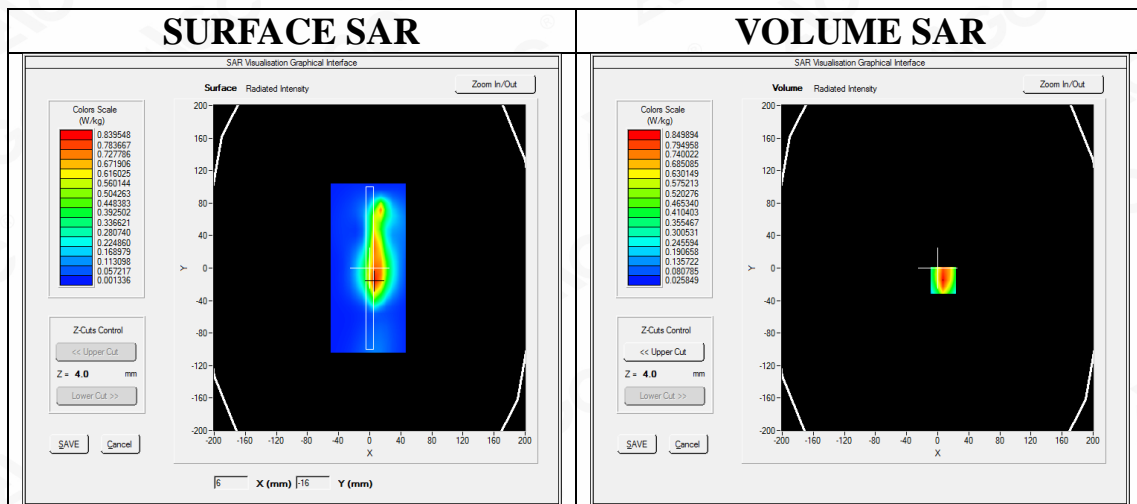 SURFACE SAR
SAR Visualisation Graphical Interface
Surface Radiated Intensity
Zoom In/Out
Colors Scale
(W/kg)
0.839548
0.783667
0.727786
0.671906
0.616025
0.560144
0.504263
0.448383
0.392502
0.336621
0.280740
0.224860
0.168979
0.113098
0.057217
0.001336
Z-Cuts Control
<< Upper Cut
Z = 4.0 mm
Lower Cut >>
SAVE Cancel
200
160
120
80
40
0
-40
-80
-120
-160
-200
Y
-200 -160 -120 -80 -40 0 40 80 120 160 200
X
6 X (mm) -16 Y (mm)
VOLUME SAR
SAR Visualisation Graphical Interface
Volume Radiated Intensity
Zoom In/Out
Colors Scale
(W/kg)
0.849894
0.794958
0.740022
0.685085
0.630149
0.575213
0.520276
0.465340
0.410403
0.355467
0.300531
0.245594
0.190658
0.135722
0.080785
0.025849
Z-Cuts Control
<< Upper Cut
Z = 4.0 mm
Lower Cut >>
SAVE Cancel
200
160
120
80
40
0
-40
-80
-120
-160
-200
Y
-200 -160 -120 -80 -40 0 40 80 120 160 200
X